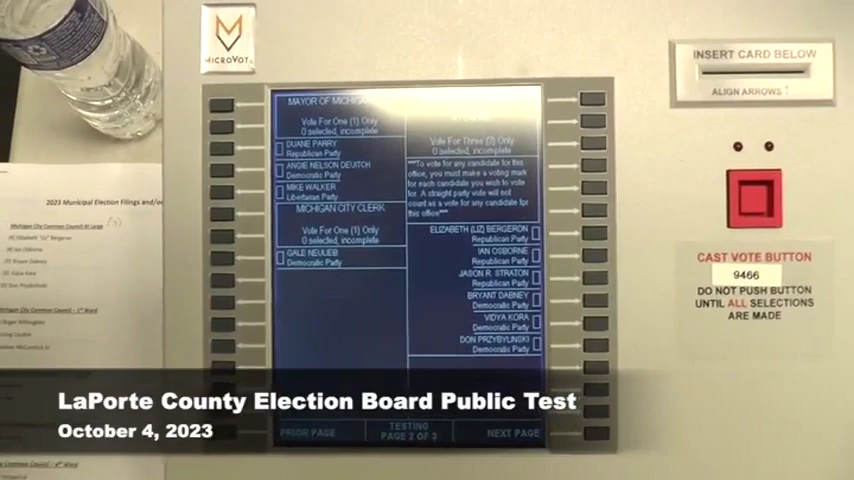 MICROVOTE
INSERT CARD BELOW
ALIGN ARROWS ↑
MAYOR OF MICHIGAN
Vote For One (1) Only
0 selected, incomplete
DUANE PARRY
Republican Party
ANGIE NELSON DEUITCH
Democratic Party
MIKE WALKER
Libertarian Party
MICHIGAN CITY CLERK
Vote For One (1) Only
0 selected, incomplete
GALE NEULIEB
Democratic Party
Vote For Three (3) Only
0 selected, incomplete
"To vote for any candidate for this
office, you must make a voting mark
for each candidate you wish to vote
for. A straight party vote will not
count as a vote for any candidate for
this office"
ELIZABETH (LIZ) BERGERON
Republican Party
IAN OSBORNE
Republican Party
JASON R. STRATON
Republican Party
BRYANT DABNEY
Democratic Party
VIDYA KORA
Democratic Party
DON PRZYBYLINSKI
Democratic Party
PRIOR PAGE
TESTING
PAGE 2 OF 3
NEXT PAGE
CAST VOTE BUTTON
9466
DO NOT PUSH BUTTON
UNTIL ALL SELECTIONS
ARE MADE
2023 Municipal Election Filings and/or
Michigan City Common Council At Large (3)
Michigan City Common Council – 1st Ward
LaPorte County Election Board Public Test
October 4, 2023